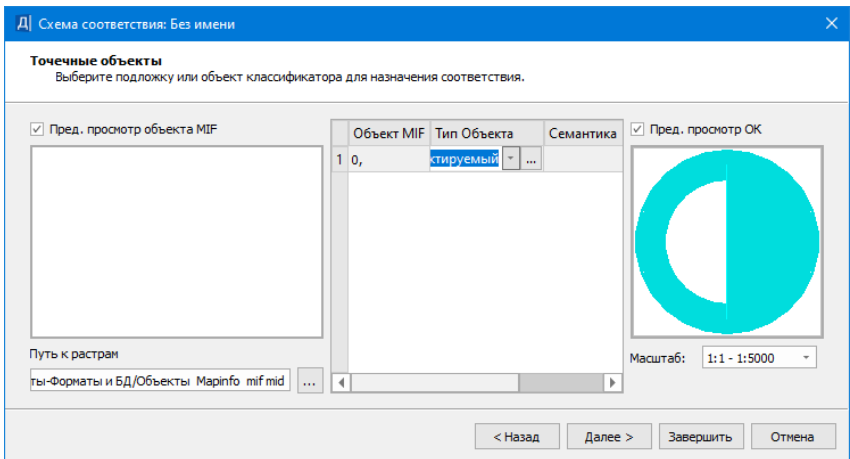 Д Схема соответствия: Без имени
Точечные объекты
Выберите подложку или объект классификатора для назначения соответствия.
Пред. просмотр объекта MIF
Объект MIF Тип Объекта Семантика
Пред. просмотр ОК
1 0, ктируемый ...
Путь к растрам
ты-Форматы и БД/Объекты Mapinfo mif mid ...
Масштаб: 1:1 - 1:5000
< Назад Далее > Завершить Отмена